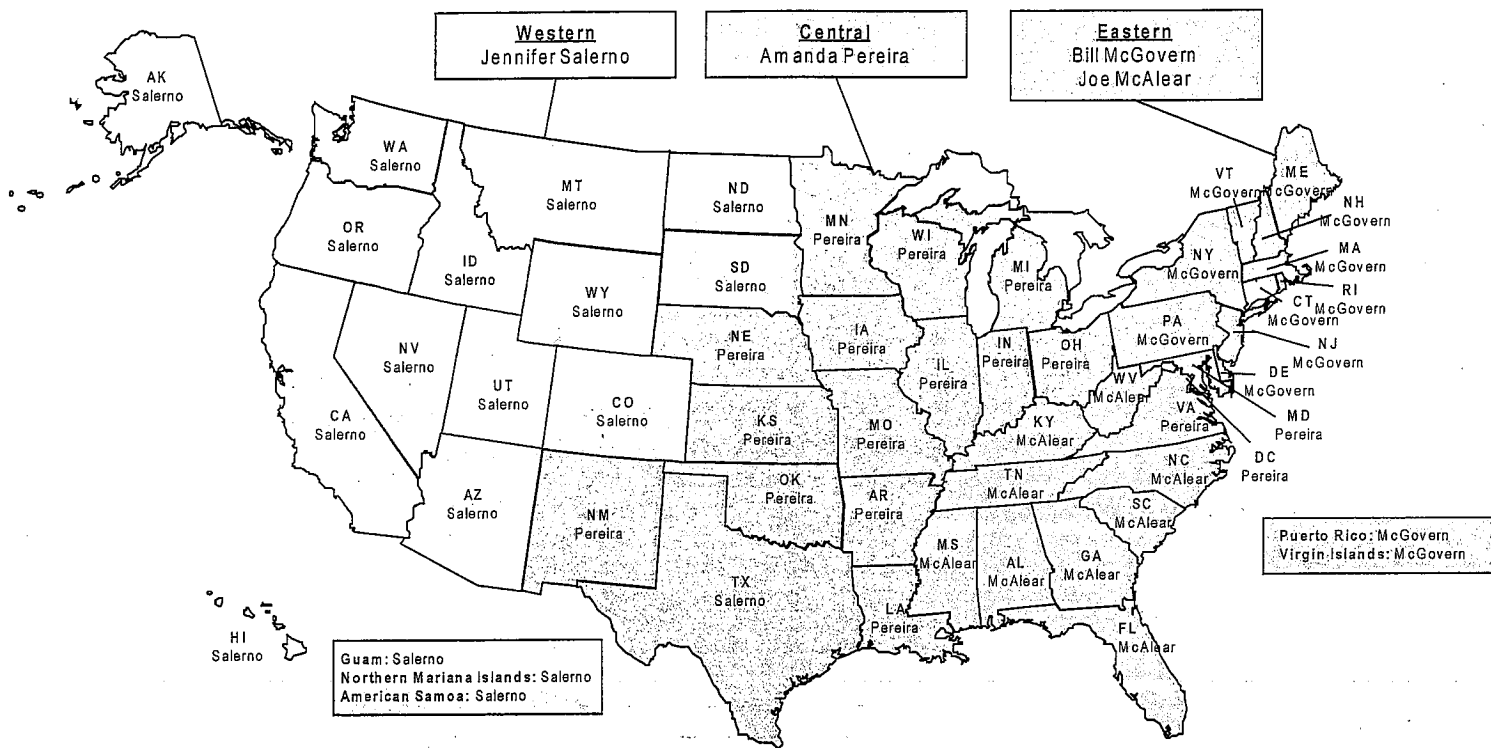 Western
Jennifer Salerno
Central
Amanda Pereira
Eastern
Bill McGovern
Joe McAlear
AK
Salerno
WA
Salerno
MT
Salerno
ND
Salerno
MN
Pereira
VT
McGovern
ME
McGovern
NH
McGovern
OR
Salerno
ID
Salerno
WI
Pereira
MI
Pereira
NY
McGovern
MA
McGovern
SD
Salerno
WY
Salerno
RI
McGovern
CT
McGovern
NE
Pereira
IA
Pereira
PA
McGovern
NJ
McGovern
NV
Salerno
UT
Salerno
IL
Pereira
IN
Pereira
OH
Pereira
WV
McAlear
DE
McGovern
CA
Salerno
CO
Salerno
KS
Pereira
MO
Pereira
KY
McAlear
VA
Pereira
MD
Pereira
DC
Pereira
AZ
Salerno
NM
Pereira
OK
Pereira
AR
Pereira
TN
McAlear
NC
McAlear
SC
McAlear
MS
McAlear
AL
McAlear
GA
McAlear
Puerto Rico: McGovern
Virgin Islands: McGovern
TX
Salerno
LA
Pereira
FL
McAlear
HI
Salerno
Guam: Salerno
Northern Mariana Islands: Salerno
American Samoa: Salerno